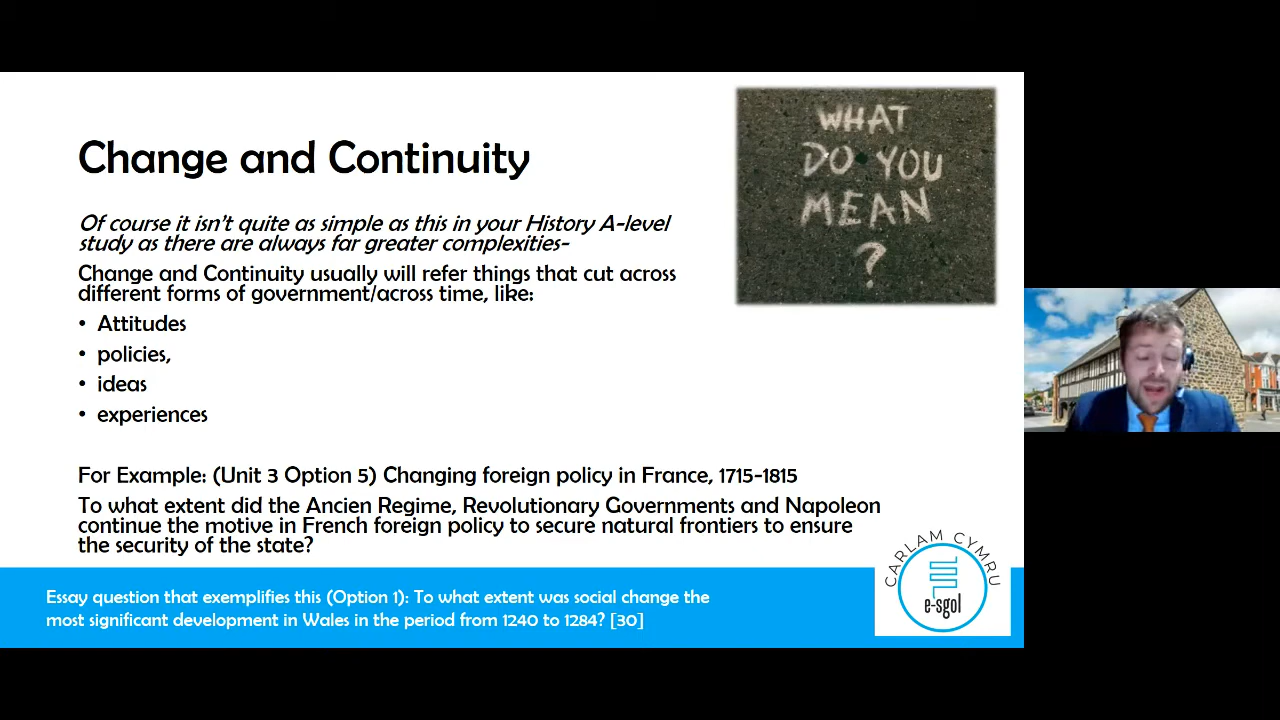 WHAT
DO YOU
MEAN
?
Change and Continuity
Of course it isn't quite as simple as this in your History A-level
study as there are always far greater complexities-
Change and Continuity usually will refer things that cut across
different forms of government/across time, like:
• Attitudes
• policies,
• ideas
• experiences
For Example: (Unit 3 Option 5) Changing foreign policy in France, 1715-1815
To what extent did the Ancien Regime, Revolutionary Governments and Napoleon
continue the motive in French foreign policy to secure natural frontiers to ensure
the security of the state?
CARLAM CYMRU
e-sgol
Essay question that exemplifies this (Option 1): To what extent was social change the
most significant development in Wales in the period from 1240 to 1284? [30]